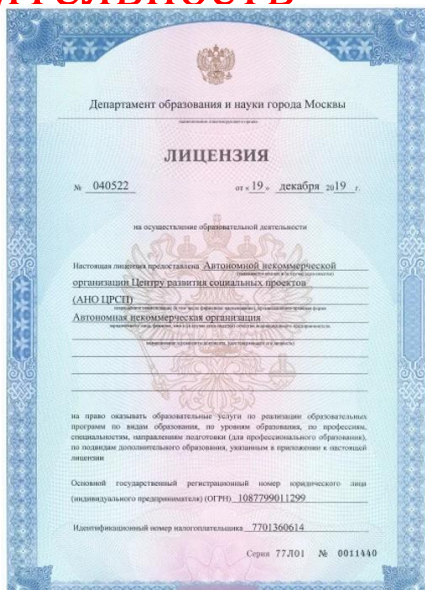 Департамент образования и науки города Москвы
ЛИЦЕНЗИЯ
№ 040522 от « 19 » декабря 2019 г.
на осуществление образовательной деятельности
Настоящая лицензия предоставлена Автономной некоммерческой
организации Центру развития социальных проектов
(АНО ЦРСП)
Автономная некоммерческая организация
на право оказывать образовательные услуги по реализации образовательных
программ по видам образования, по уровням образования, по профессиям,
специальностям, направлениям подготовки (для профессионального образования),
по подвидам дополнительного образования, указанным в приложении к настоящей
лицензии
Основной государственный регистрационный номер юридического лица
(индивидуального предпринимателя) (ОГРН) 1087799011299
Идентификационный номер налогоплательщика 7701360614
Серия 77Л01 № 0011440